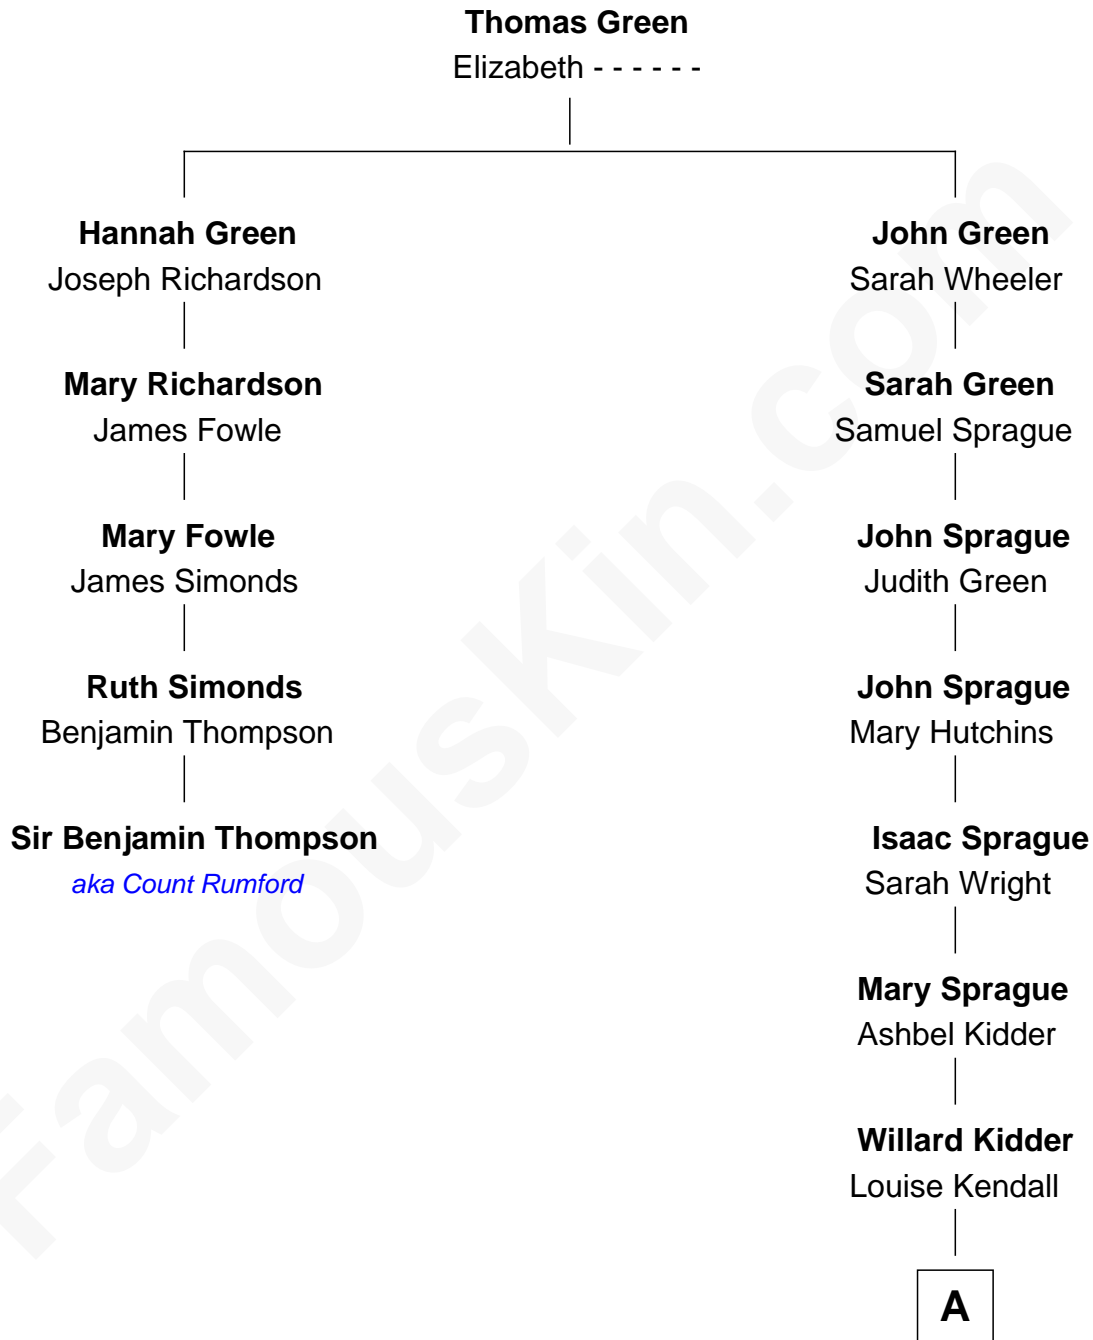 Thomas Green
Elizabeth - - - - - -
Hannah Green
Joseph Richardson
John Green
Sarah Wheeler
Mary Richardson
James Fowle
Sarah Green
Samuel Sprague
Mary Fowle
James Simonds
John Sprague
Judith Green
Ruth Simonds
Benjamin Thompson
John Sprague
Mary Hutchins
Sir Benjamin Thompson
aka Count Rumford
Isaac Sprague
Sarah Wright
Mary Sprague
Ashbel Kidder
Willard Kidder
Louise Kendall
A
FamousKin.com